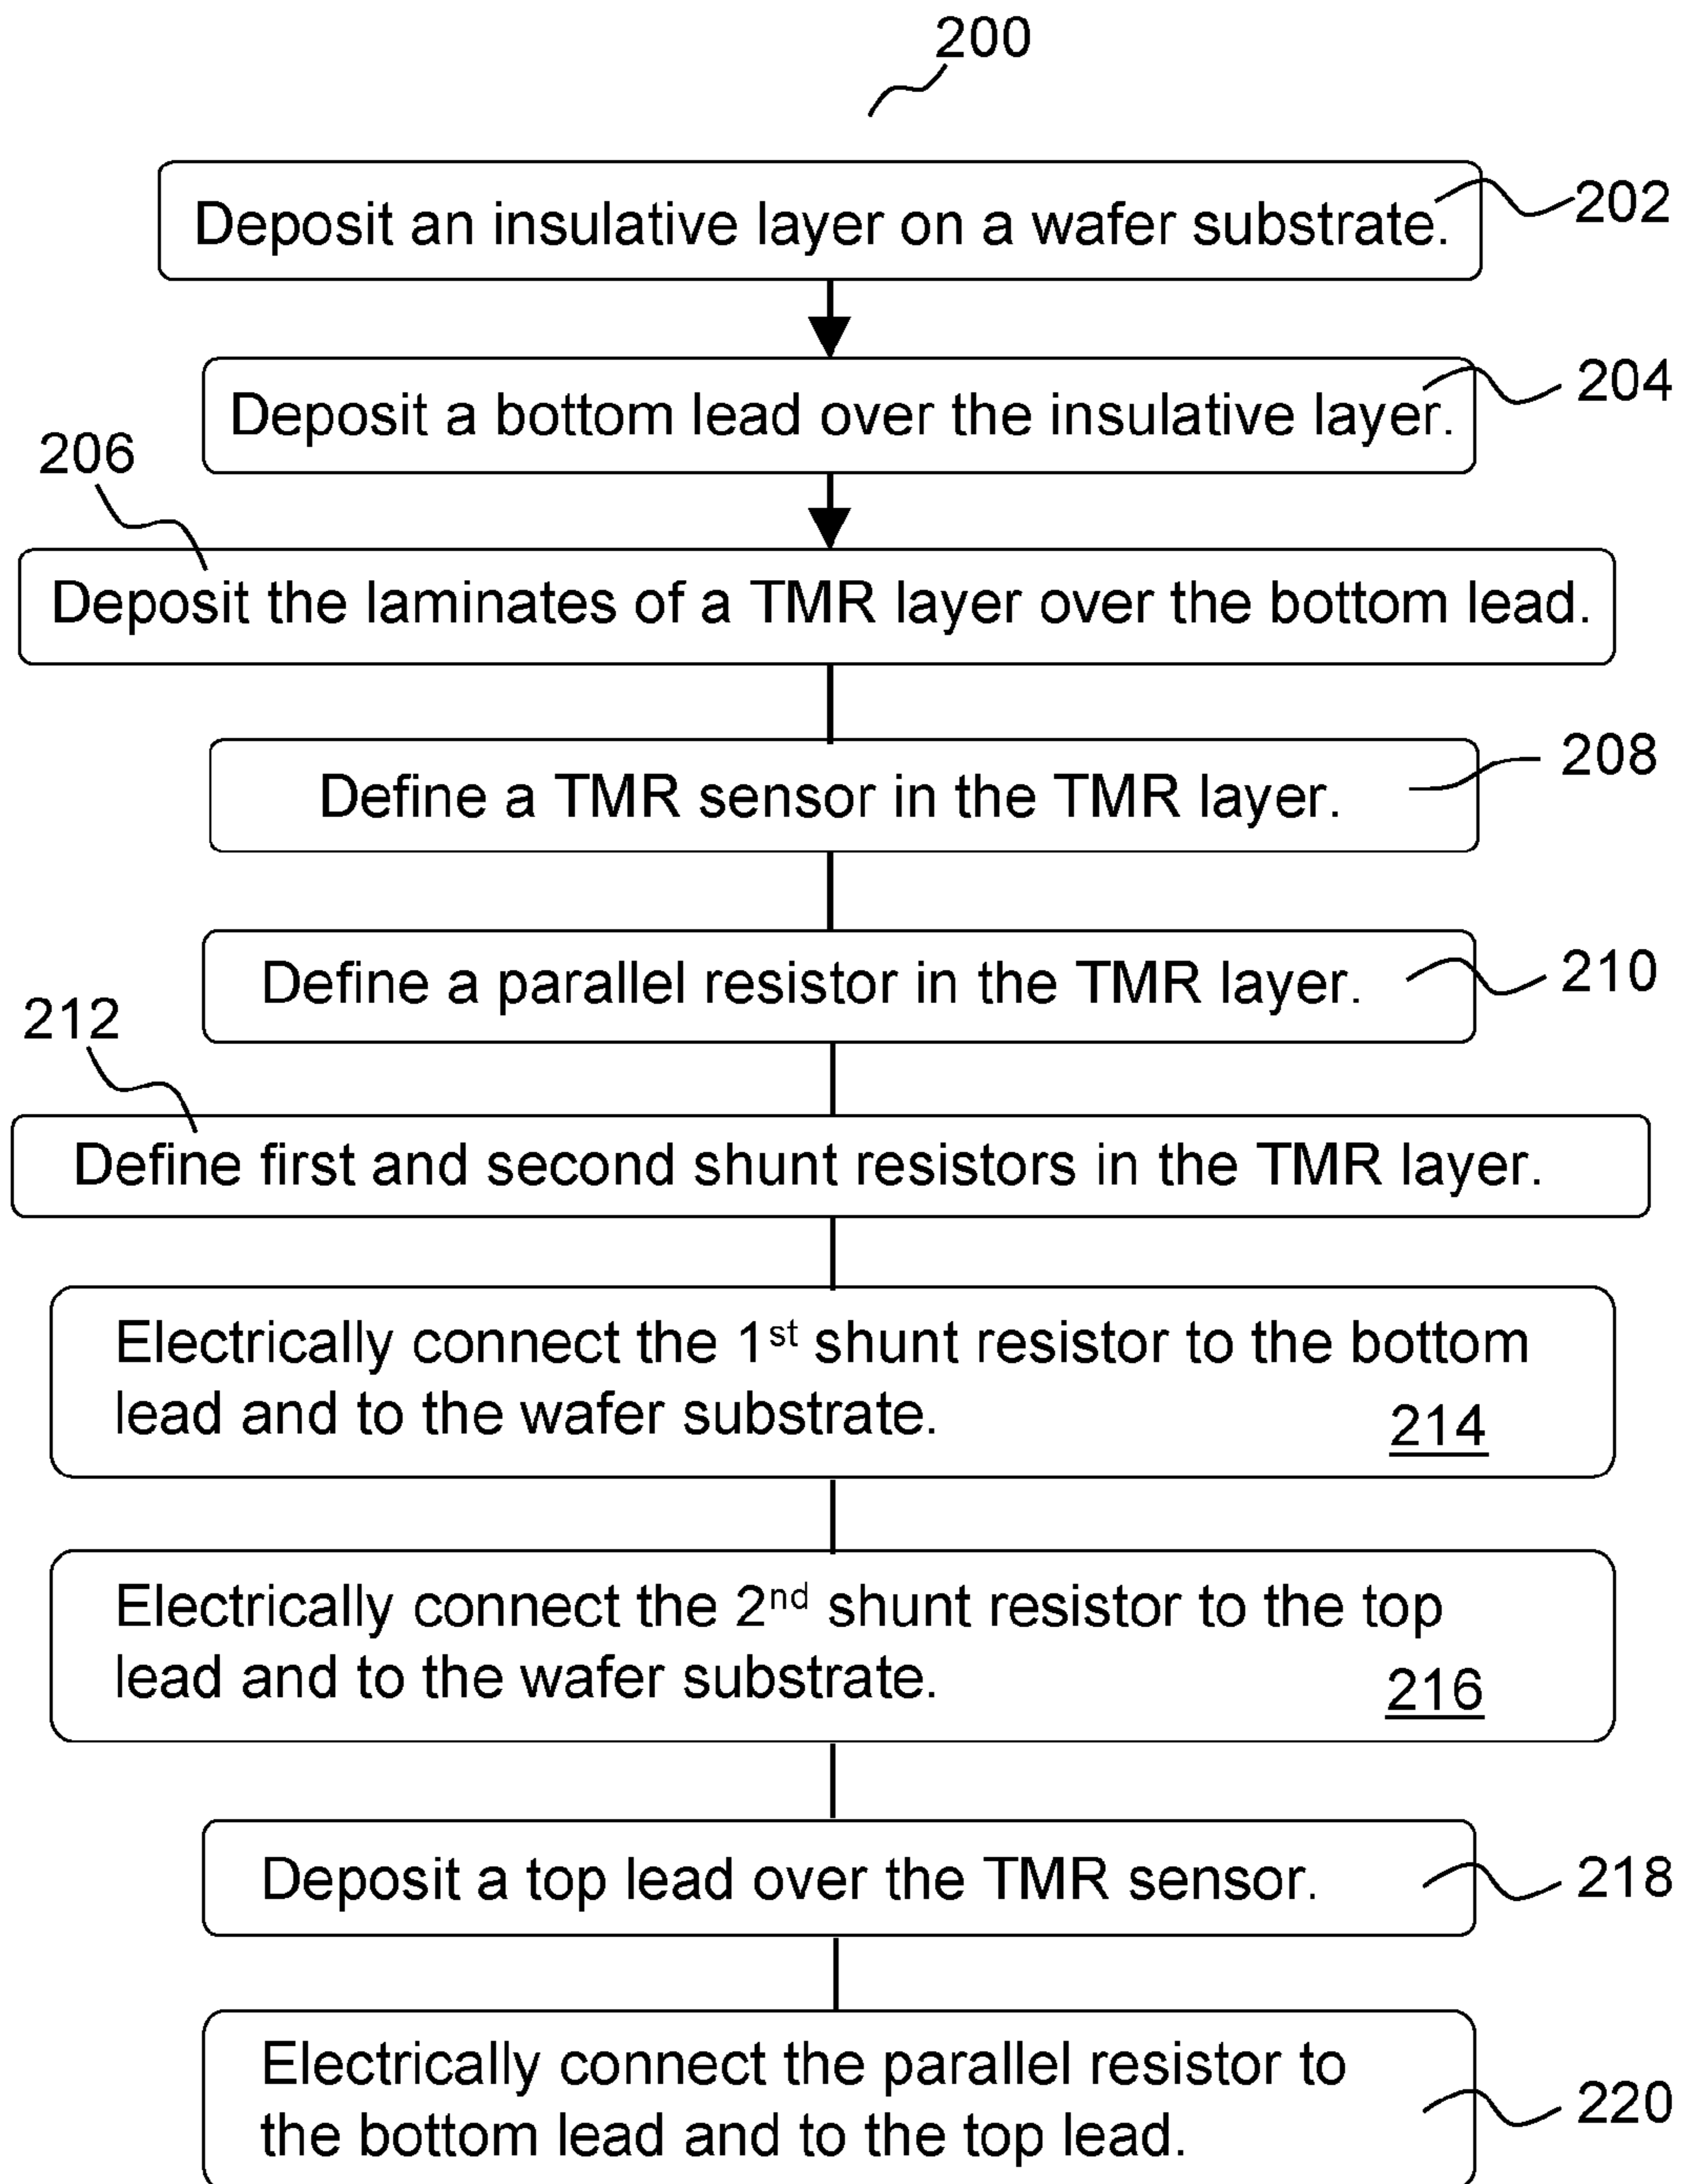 200
Deposit an insulative layer on a wafer substrate.
202
Deposit a bottom lead over the insulative layer.
204
206
Deposit the laminates of a TMR layer over the bottom lead.
Define a TMR sensor in the TMR layer.
208
Define a parallel resistor in the TMR layer.
210
212
Define first and second shunt resistors in the TMR layer.
Electrically connect the 1st shunt resistor to the bottom
lead and to the wafer substrate.
214
Electrically connect the 2nd shunt resistor to the top
lead and to the wafer substrate.
216
Deposit a top lead over the TMR sensor.
218
Electrically connect the parallel resistor to
the bottom lead and to the top lead.
220